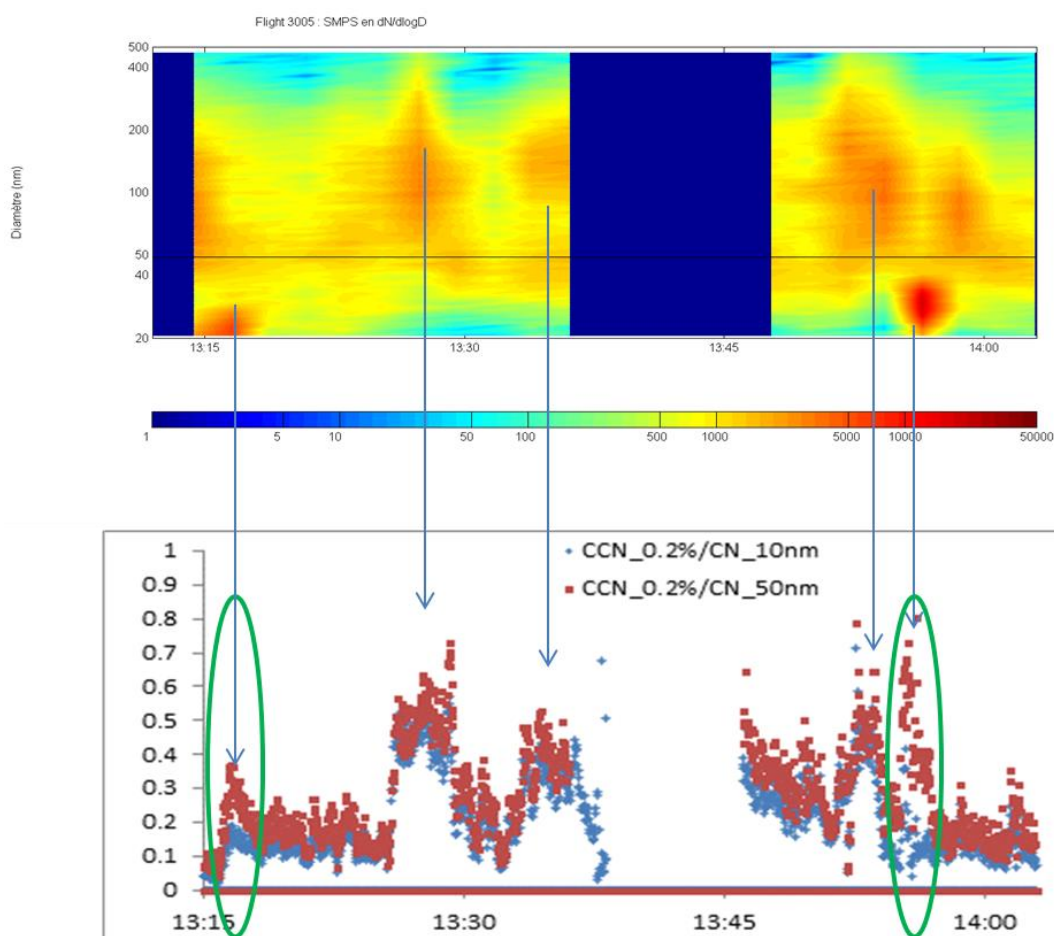 Flight 3005 : SMPS en dN/dlogD
500
400
200
100
50
40
20
Diamètre (nm)
13:15 13:30 13:45 14:00
1 5 10 50 100 500 1000 5000 10000 50000
CCN_0.2%/CN_10nm
CCN_0.2%/CN_50nm
1
0.9
0.8
0.7
0.6
0.5
0.4
0.3
0.2
0.1
0
13:15 13:30 13:45 14:00